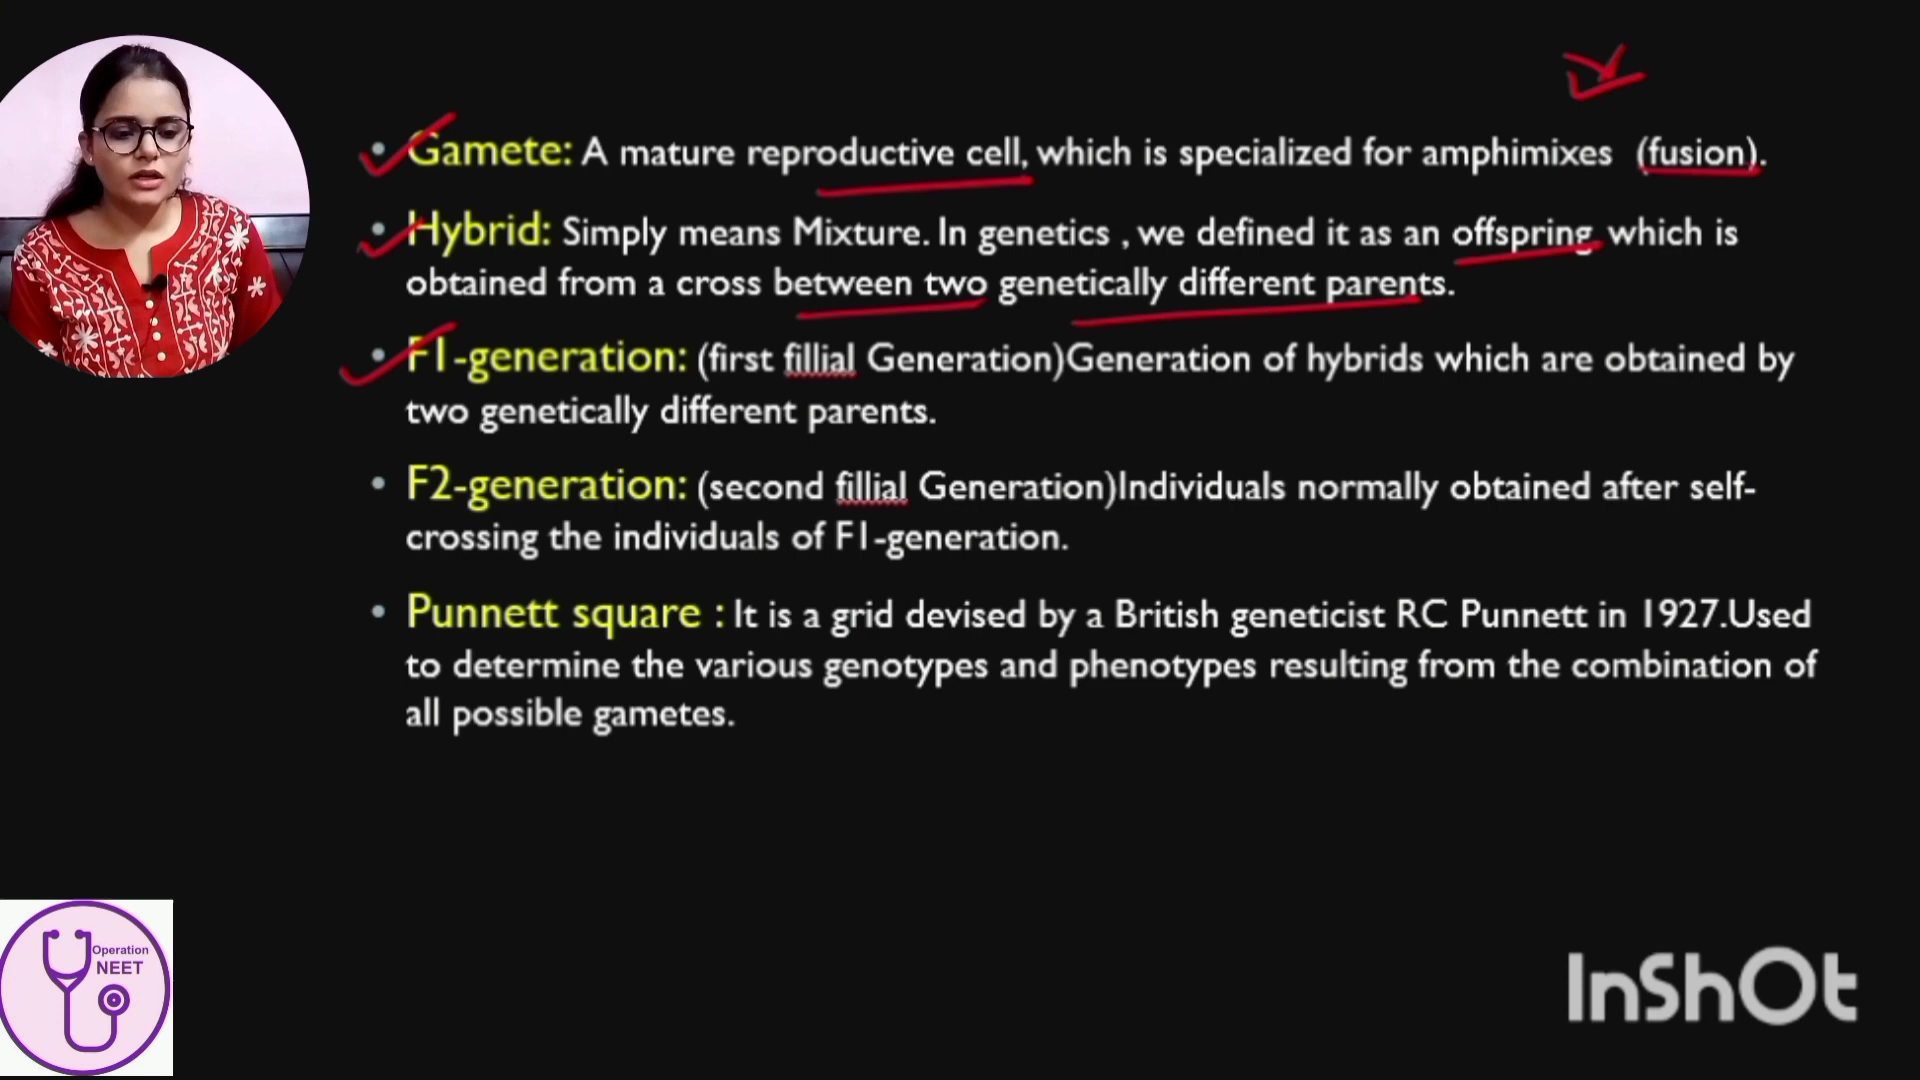 Gamete: A mature reproductive cell, which is specialized for amphimixes (fusion).
Hybrid: Simply means Mixture. In genetics , we defined it as an offspring which is
obtained from a cross between two genetically different parents.
F1-generation: (first fillial Generation)Generation of hybrids which are obtained by
two genetically different parents.
F2-generation: (second fillial Generation)Individuals normally obtained after self-
crossing the individuals of F1-generation.
Punnett square : It is a grid devised by a British geneticist RC Punnett in 1927.Used
to determine the various genotypes and phenotypes resulting from the combination of
all possible gametes.
Operation
NEET
InShOt